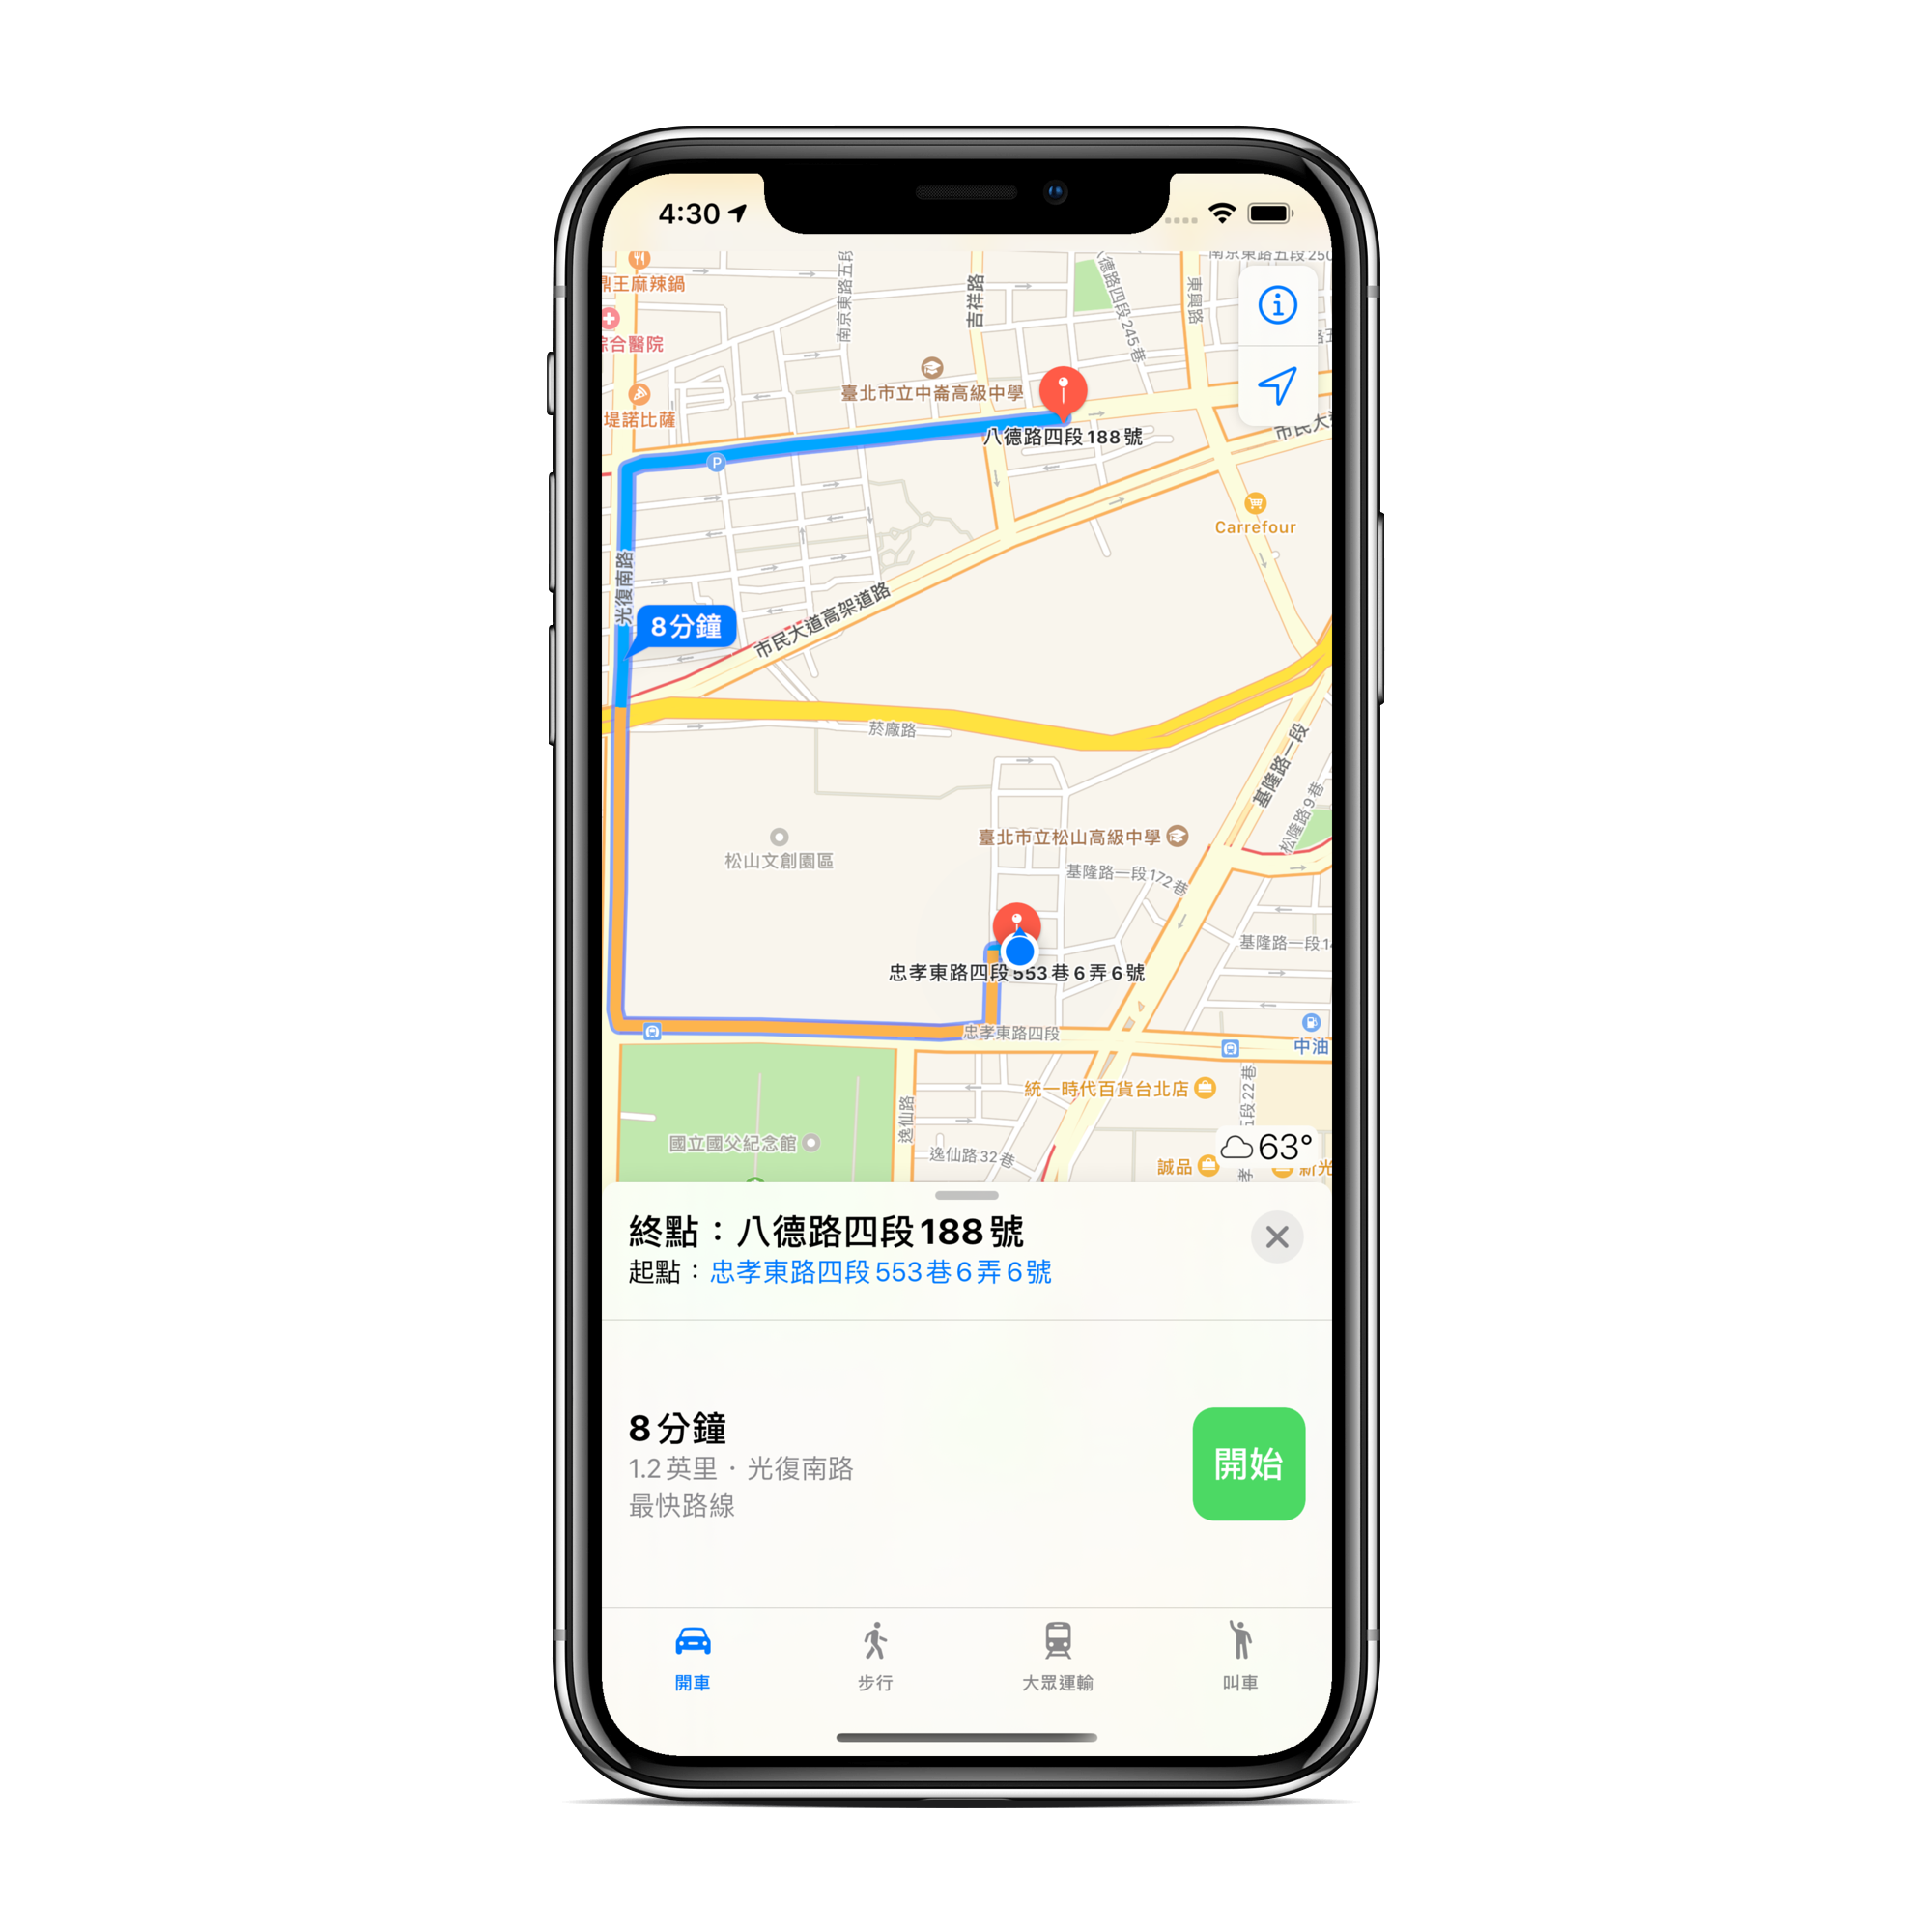 4:30
南京東路五段250
鼎王麻辣鍋
南京東路五段
吉祥路
八德路四段245巷
東興路
綜合醫院
臺北市立中崙高級中學
堤諾比薩
八德路四段188號
市民大道
P
Carrefour
光復南路
8分鐘
市民大道高架道路
菸廠路
基隆路一段
松隆路9巷
臺北市立松山高級中學
松山文創園區
基隆路一段172巷
基隆路一段14
忠孝東路四段553巷6弄6號
忠孝東路四段
中油
統一時代百貨台北店
五段22巷
逸仙路
國立國父紀念館
逸仙路32巷
63°
誠品
孝
新光
終點：八德路四段188號
起點：忠孝東路四段553巷6弄6號
8分鐘
1.2英里 · 光復南路
最快路線
開始
開車
步行
大眾運輸
叫車